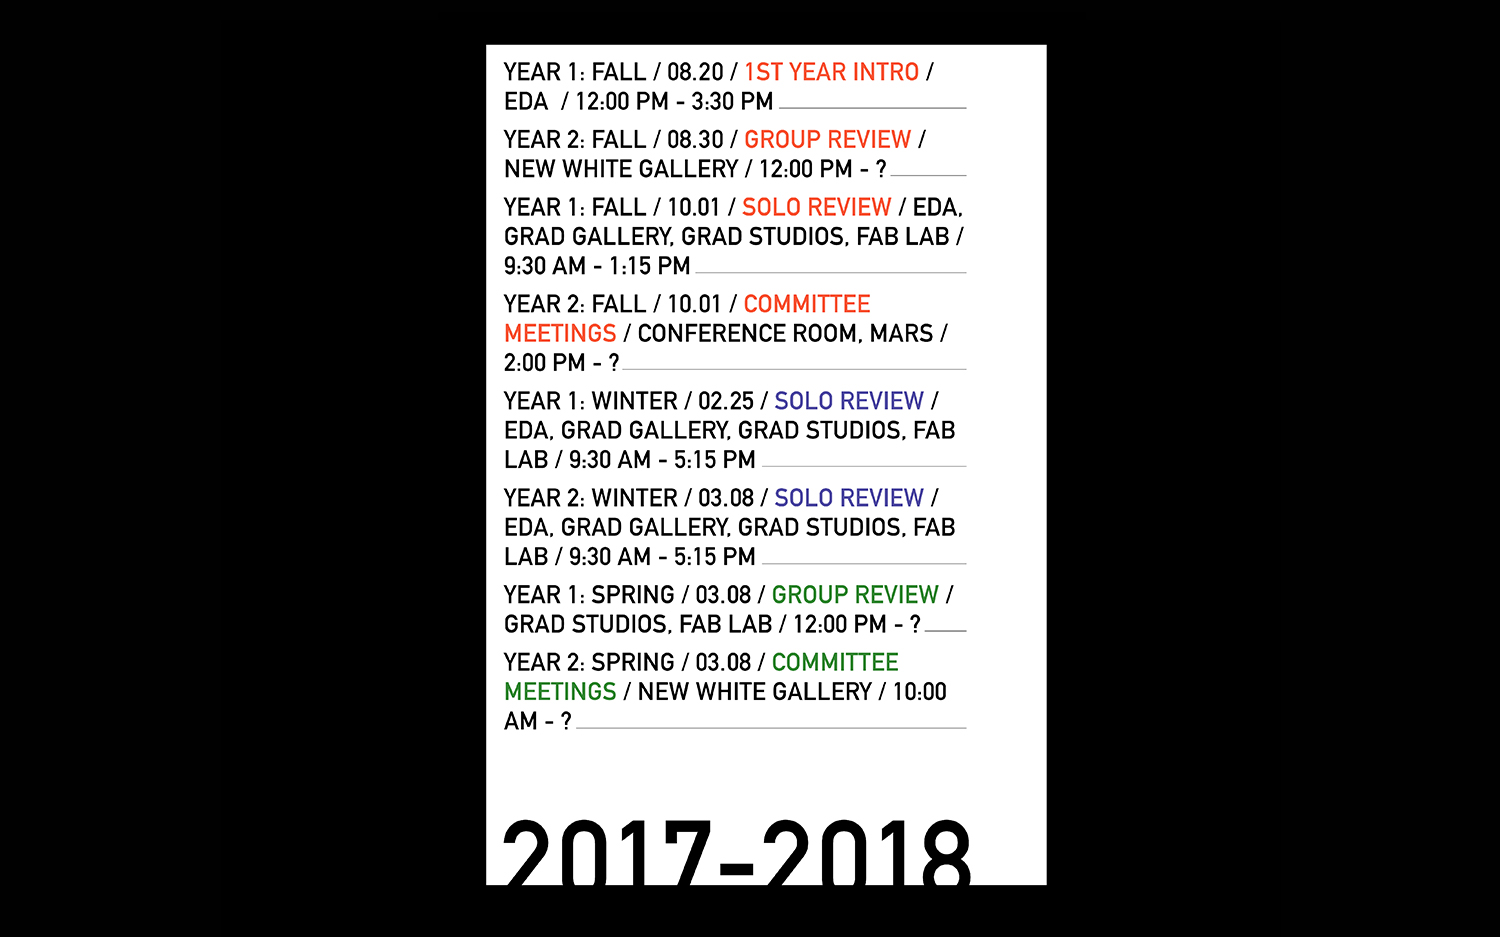 YEAR 1: FALL / 08.20 / 1ST YEAR INTRO /
EDA / 12:00 PM - 3:30 PM
YEAR 2: FALL / 08.30 / GROUP REVIEW /
NEW WHITE GALLERY / 12:00 PM - ?
YEAR 1: FALL / 10.01 / SOLO REVIEW / EDA,
GRAD GALLERY, GRAD STUDIOS, FAB LAB /
9:30 AM - 1:15 PM
YEAR 2: FALL / 10.01 / COMMITTEE
MEETINGS / CONFERENCE ROOM, MARS /
2:00 PM - ?
YEAR 1: WINTER / 02.25 / SOLO REVIEW /
EDA, GRAD GALLERY, GRAD STUDIOS, FAB
LAB / 9:30 AM - 5:15 PM
YEAR 2: WINTER / 03.08 / SOLO REVIEW /
EDA, GRAD GALLERY, GRAD STUDIOS, FAB
LAB / 9:30 AM - 5:15 PM
YEAR 1: SPRING / 03.08 / GROUP REVIEW /
GRAD STUDIOS, FAB LAB / 12:00 PM - ?
YEAR 2: SPRING / 03.08 / COMMITTEE
MEETINGS / NEW WHITE GALLERY / 10:00
AM - ?
2017-2018